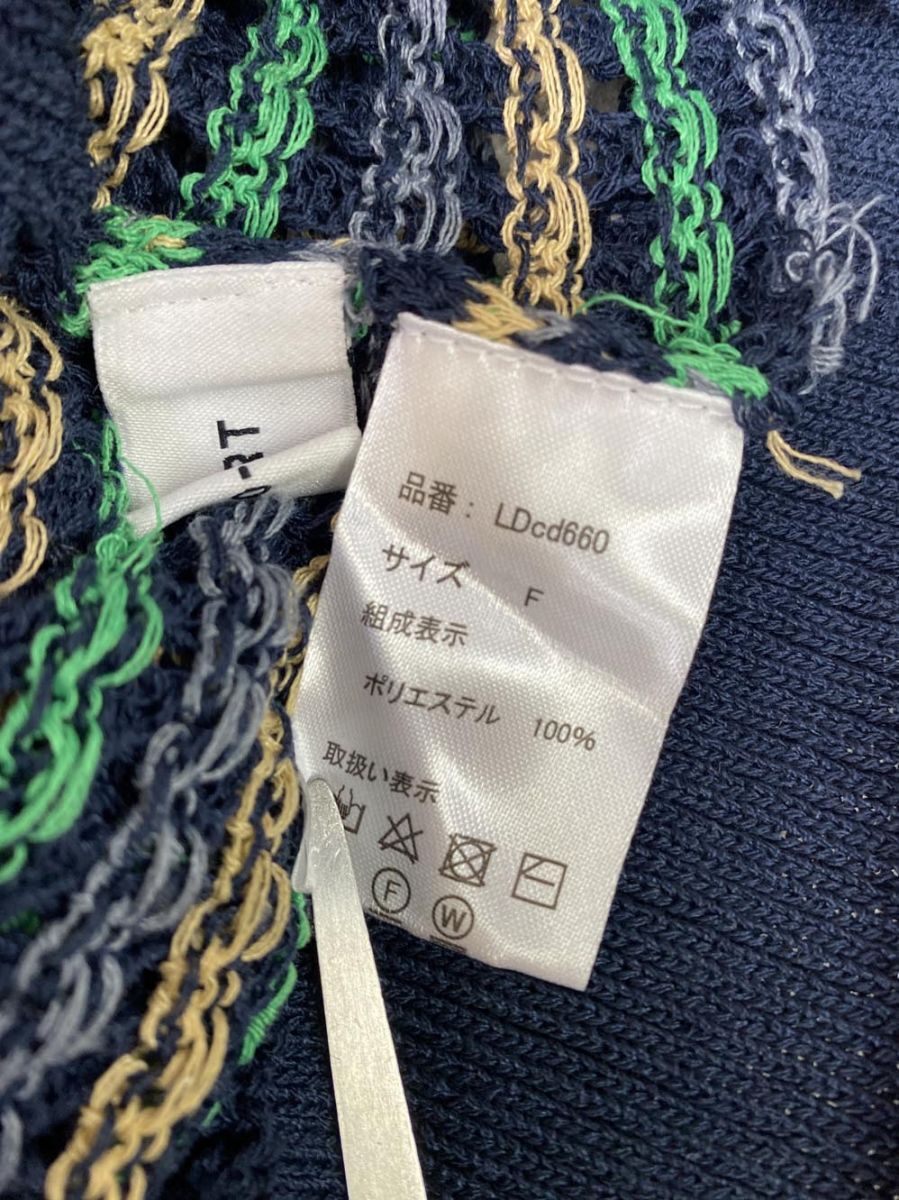 RT
品番： LDcd660
サイズ F
組成表示
ポリエステル 100%
取扱い表示
F
W